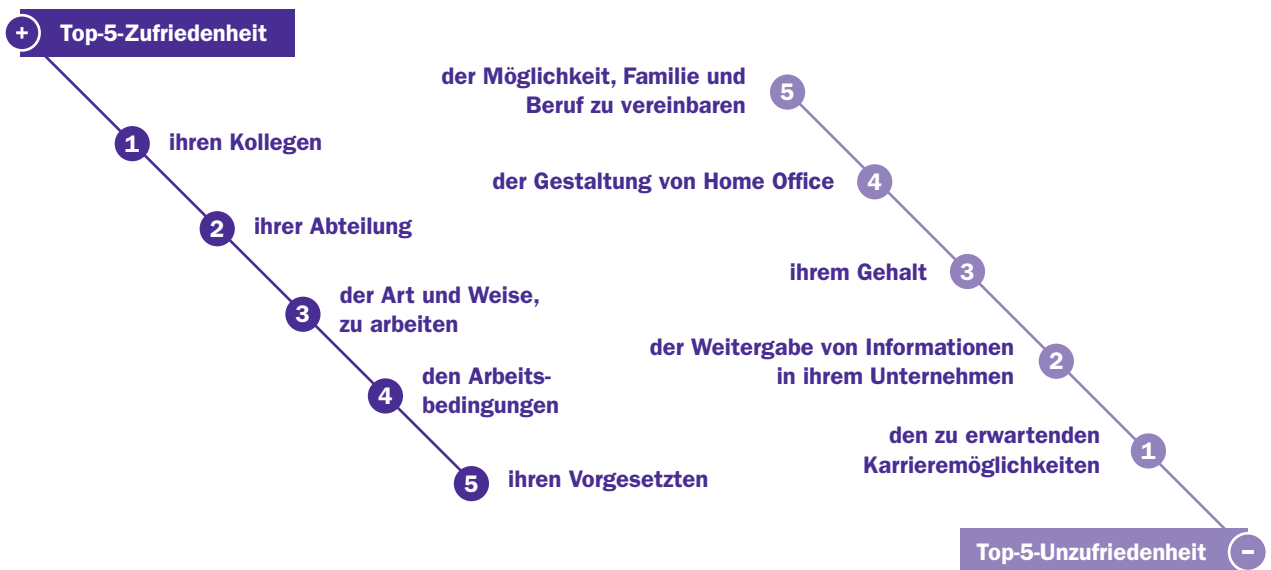 + Top-5-Zufriedenheit
1 ihren Kollegen
2 ihrer Abteilung
3 der Art und Weise,
zu arbeiten
4 den Arbeits-
bedingungen
5 ihren Vorgesetzten
der Möglichkeit, Familie und
Beruf zu vereinbaren 5
der Gestaltung von Home Office 4
ihrem Gehalt 3
der Weitergabe von Informationen
in ihrem Unternehmen 2
den zu erwartenden
Karrieremöglichkeiten 1
Top-5-Unzufriedenheit −